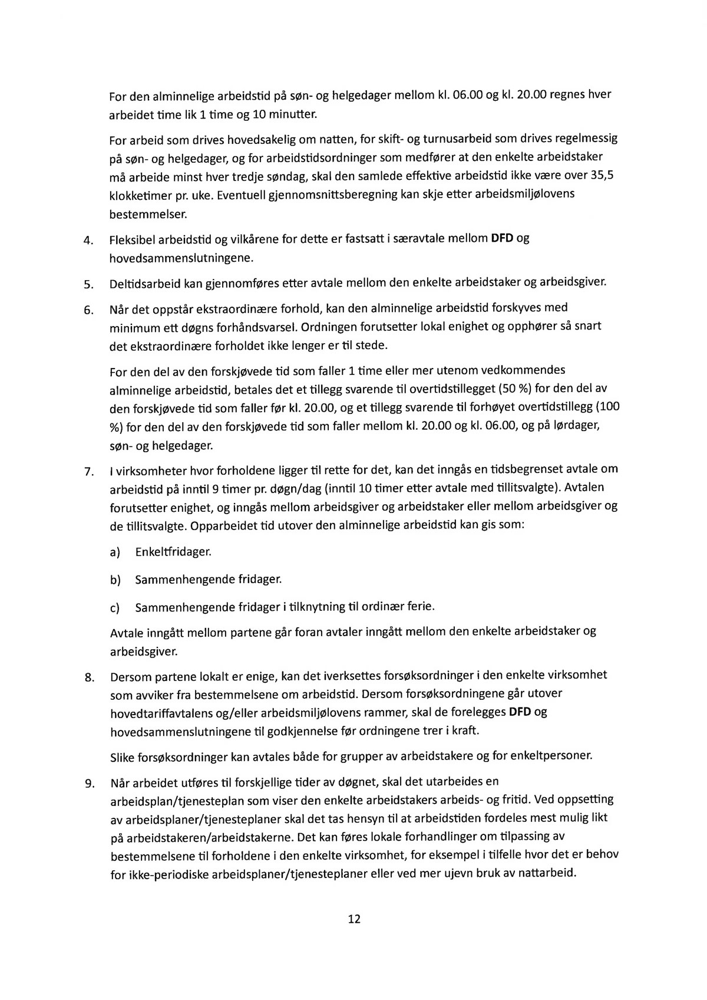 For den alminnelige arbeidstid på søn- og helgedager mellom kl. 06.00 og kl. 20.00 regnes hver
arbeidet time lik 1 time og 10 minutter.
For arbeid som drives hovedsakelig om natten, for skift- og turnusarbeid som drives regelmessig
på søn- og helgedager, og for arbeidstidsordninger som medfører at den enkelte arbeidstaker
må arbeide minst hver tredje søndag, skal den samlede effektive arbeidstid ikke være over 35,5
klokketimer pr. uke. Eventuell gjennomsnittsberegning kan skje etter arbeidsmiljølovens
bestemmelser.
4. Fleksibel arbeidstid og vilkårene for dette er fastsatt i særavtale mellom DFD og
hovedsammenslutningene.
5. Deltidsarbeid kan gjennomføres etter avtale mellom den enkelte arbeidstaker og arbeidsgiver.
6. Når det oppstår ekstraordinære forhold, kan den alminnelige arbeidstid forskyves med
minimum ett døgns forhåndsvarsel. Ordningen forutsetter lokal enighet og opphører så snart
det ekstraordinære forholdet ikke lenger er til stede.
For den del av den forskjøvede tid som faller 1 time eller mer utenom vedkommendes
alminnelige arbeidstid, betales det et tillegg svarende til overtidstillegget (50 %) for den del av
den forskjøvede tid som faller før kl. 20.00, og et tillegg svarende til forhøyet overtidstillegg (100
%) for den del av den forskjøvede tid som faller mellom kl. 20.00 og kl. 06.00, og på lørdager,
søn- og helgedager.
7. I virksomheter hvor forholdene ligger til rette for det, kan det inngås en tidsbegrenset avtale om
arbeidstid på inntil 9 timer pr. døgn/dag (inntil 10 timer etter avtale med tillitsvalgte). Avtalen
forutsetter enighet, og inngås mellom arbeidsgiver og arbeidstaker eller mellom arbeidsgiver og
de tillitsvalgte. Opparbeidet tid utover den alminnelige arbeidstid kan gis som:
a) Enkeltfridager.
b) Sammenhengende fridager.
c) Sammenhengende fridager i tilknytning til ordinær ferie.
Avtale inngått mellom partene går foran avtaler inngått mellom den enkelte arbeidstaker og
arbeidsgiver.
8. Dersom partene lokalt er enige, kan det iverksettes forsøksordninger i den enkelte virksomhet
som avviker fra bestemmelsene om arbeidstid. Dersom forsøksordningene går utover
hovedtariffavtalens og/eller arbeidsmiljølovens rammer, skal de forelegges DFD og
hovedsammenslutningene til godkjennelse før ordningene trer i kraft.
Slike forsøksordninger kan avtales både for grupper av arbeidstakere og for enkeltpersoner.
9. Når arbeidet utføres til forskjellige tider av døgnet, skal det utarbeides en
arbeidsplan/tjenesteplan som viser den enkelte arbeidstakers arbeids- og fritid. Ved oppsetting
av arbeidsplaner/tjenesteplaner skal det tas hensyn til at arbeidstiden fordeles mest mulig likt
på arbeidstakeren/arbeidstakerne. Det kan føres lokale forhandlinger om tilpassing av
bestemmelsene til forholdene i den enkelte virksomhet, for eksempel i tilfelle hvor det er behov
for ikke-periodiske arbeidsplaner/tjenesteplaner eller ved mer ujevn bruk av nattarbeid.
12